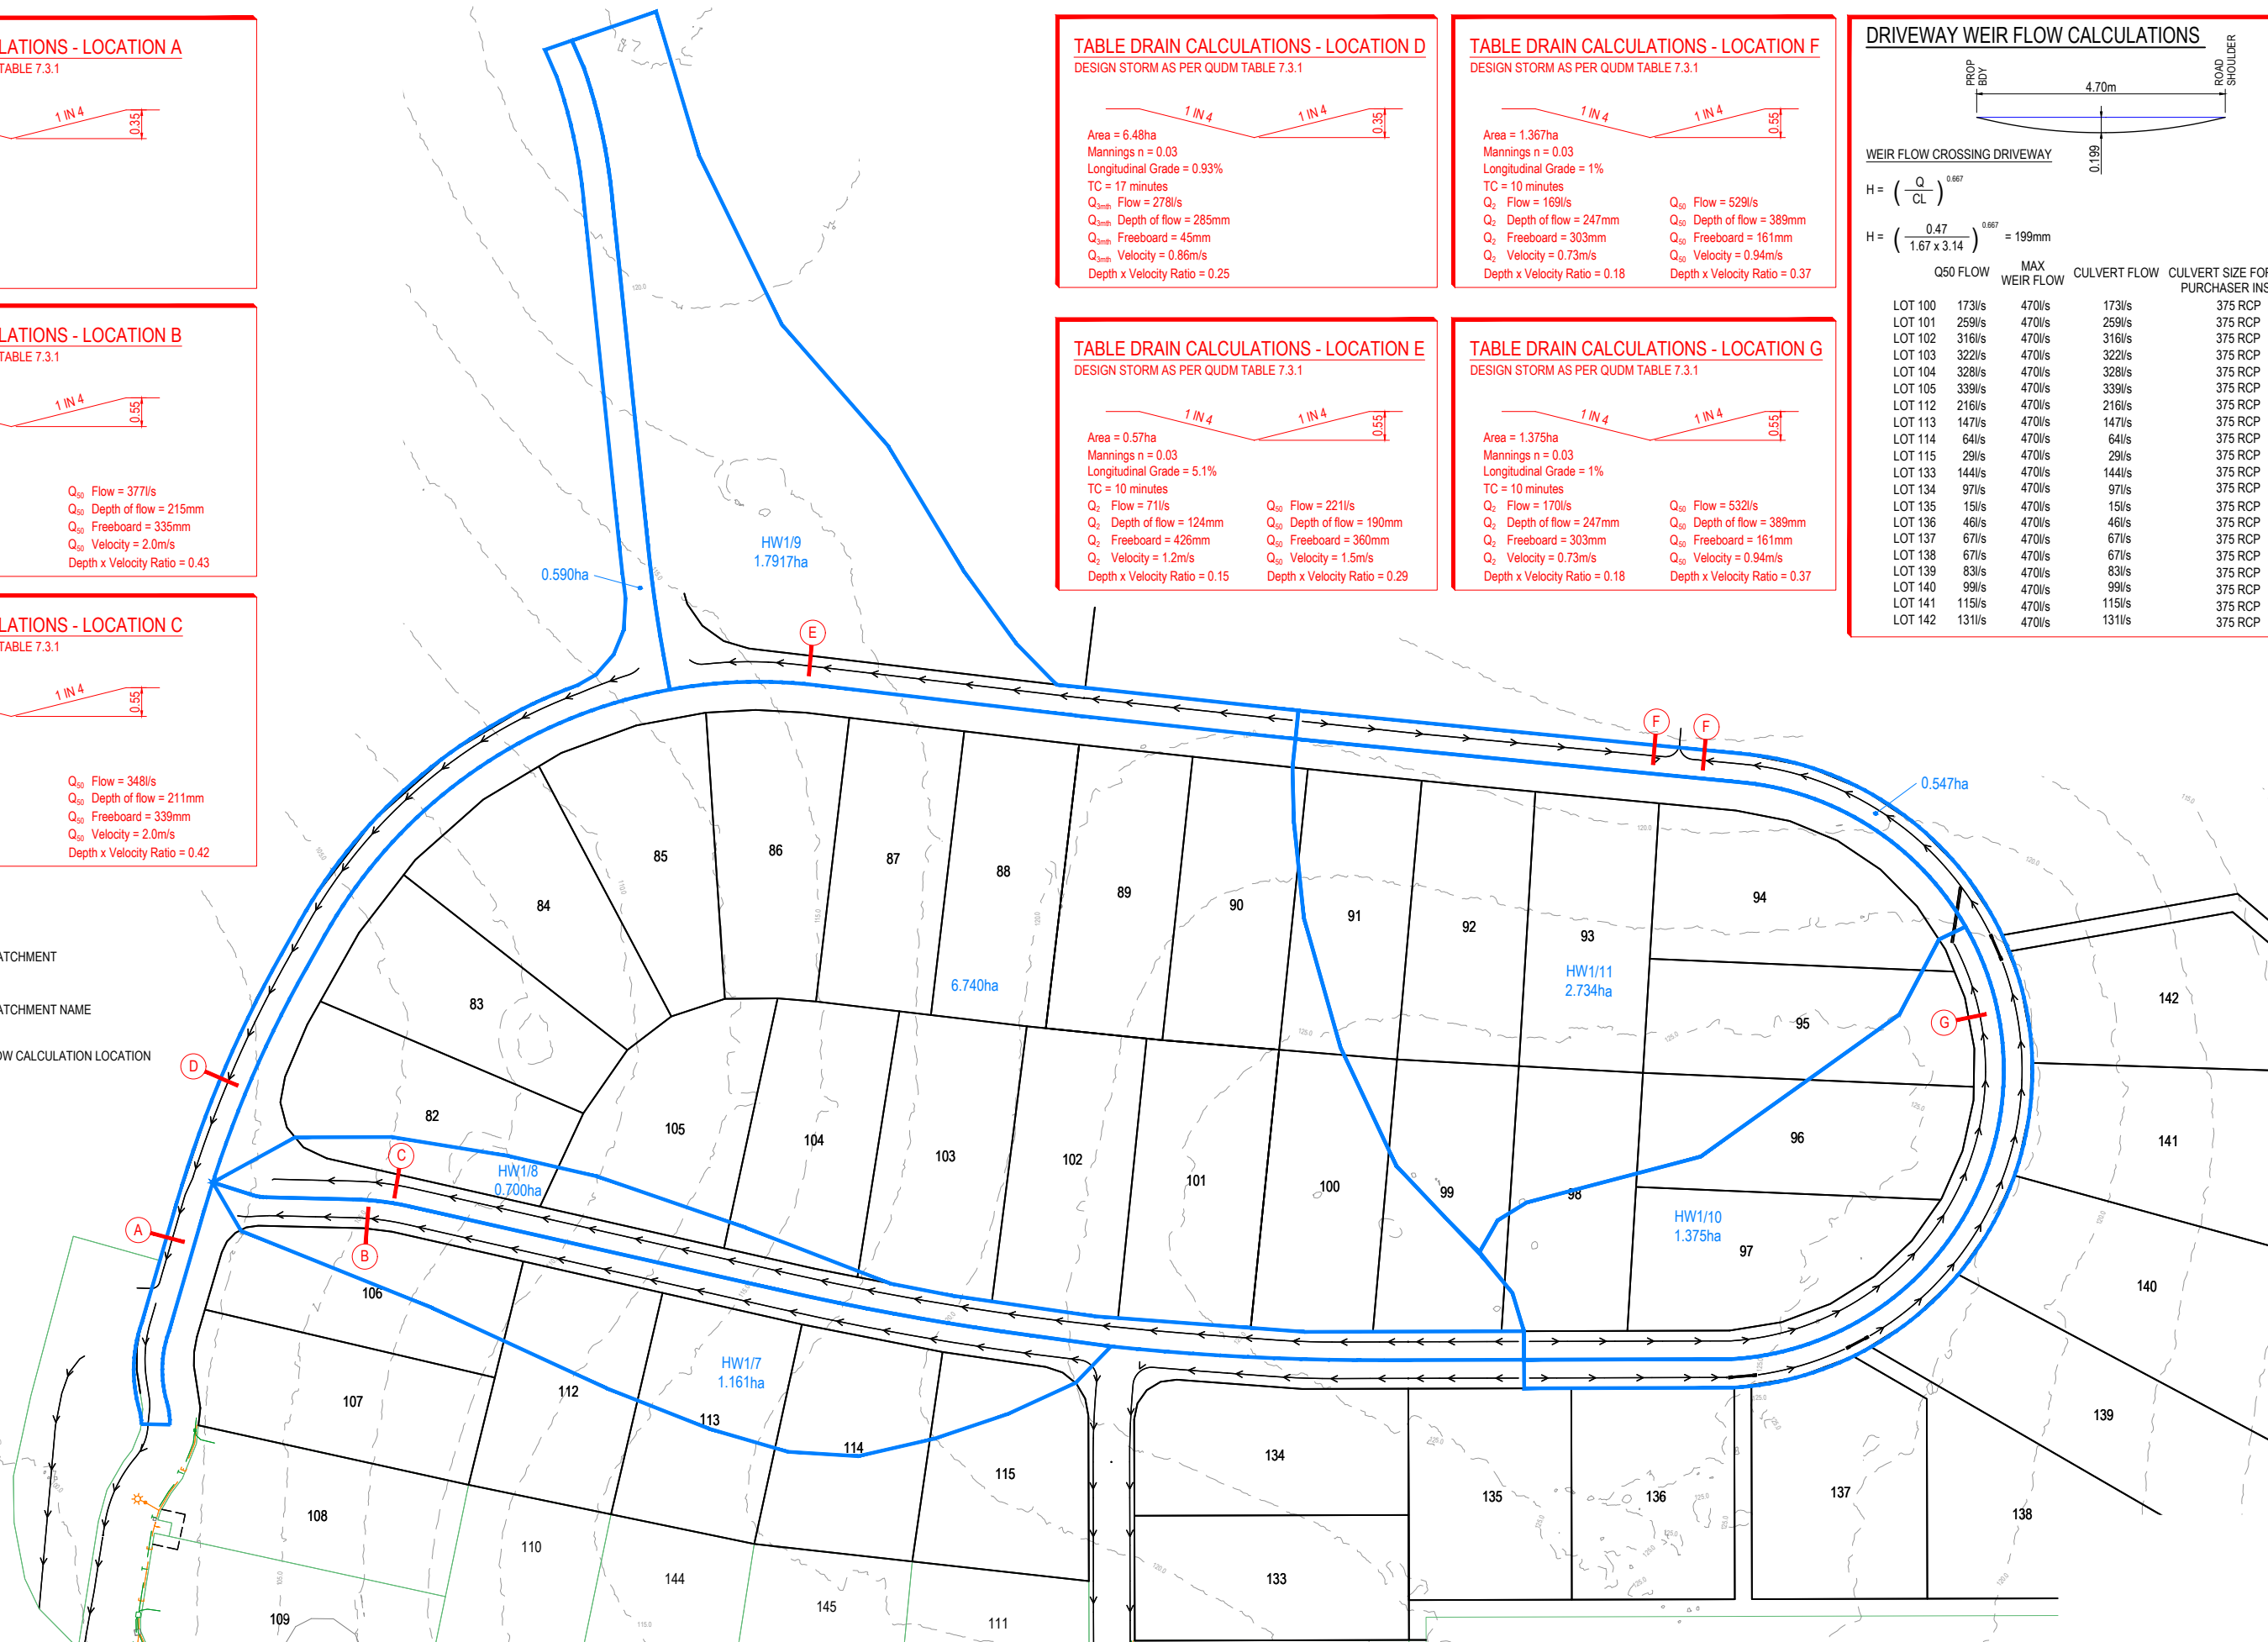 LATIONS - LOCATION A
TABLE 7.3.1
1 IN 4
0.35
LATIONS - LOCATION B
TABLE 7.3.1
1 IN 4
0.55
Q50 Flow = 377l/s
Q50 Depth of flow = 215mm
Q50 Freeboard = 335mm
Q50 Velocity = 2.0m/s
Depth x Velocity Ratio = 0.43
LATIONS - LOCATION C
TABLE 7.3.1
1 IN 4
0.55
Q50 Flow = 348l/s
Q50 Depth of flow = 211mm
Q50 Freeboard = 339mm
Q50 Velocity = 2.0m/s
Depth x Velocity Ratio = 0.42
ATCHMENT
ATCHMENT NAME
OW CALCULATION LOCATION
TABLE DRAIN CALCULATIONS - LOCATION D
DESIGN STORM AS PER QUDM TABLE 7.3.1
1 IN 4
1 IN 4
0.35
Area = 6.48ha
Mannings n = 0.03
Longitudinal Grade = 0.93%
TC = 17 minutes
Q3mth Flow = 278l/s
Q3mth Depth of flow = 285mm
Q3mth Freeboard = 45mm
Q3mth Velocity = 0.86m/s
Depth x Velocity Ratio = 0.25
TABLE DRAIN CALCULATIONS - LOCATION F
DESIGN STORM AS PER QUDM TABLE 7.3.1
1 IN 4
1 IN 4
0.55
Area = 1.367ha
Mannings n = 0.03
Longitudinal Grade = 1%
TC = 10 minutes
Q2 Flow = 169l/s Q50 Flow = 529l/s
Q2 Depth of flow = 247mm Q50 Depth of flow = 389mm
Q2 Freeboard = 303mm Q50 Freeboard = 161mm
Q2 Velocity = 0.73m/s Q50 Velocity = 0.94m/s
Depth x Velocity Ratio = 0.18 Depth x Velocity Ratio = 0.37
TABLE DRAIN CALCULATIONS - LOCATION E
DESIGN STORM AS PER QUDM TABLE 7.3.1
1 IN 4
1 IN 4
0.55
Area = 0.57ha
Mannings n = 0.03
Longitudinal Grade = 5.1%
TC = 10 minutes
Q2 Flow = 71l/s Q50 Flow = 221l/s
Q2 Depth of flow = 124mm Q50 Depth of flow = 190mm
Q2 Freeboard = 426mm Q50 Freeboard = 360mm
Q2 Velocity = 1.2m/s Q50 Velocity = 1.5m/s
Depth x Velocity Ratio = 0.15 Depth x Velocity Ratio = 0.29
TABLE DRAIN CALCULATIONS - LOCATION G
DESIGN STORM AS PER QUDM TABLE 7.3.1
1 IN 4
1 IN 4
0.55
Area = 1.375ha
Mannings n = 0.03
Longitudinal Grade = 1%
TC = 10 minutes
Q2 Flow = 170l/s Q50 Flow = 532l/s
Q2 Depth of flow = 247mm Q50 Depth of flow = 389mm
Q2 Freeboard = 303mm Q50 Freeboard = 161mm
Q2 Velocity = 0.73m/s Q50 Velocity = 0.94m/s
Depth x Velocity Ratio = 0.18 Depth x Velocity Ratio = 0.37
DRIVEWAY WEIR FLOW CALCULATIONS
PROP
BDY
ROAD
SHOULDER
4.70m
0.199
WEIR FLOW CROSSING DRIVEWAY
H = ( Q / CL ) 0.667
H = ( 0.47 / 1.67 x 3.14 ) 0.667 = 199mm
Q50 FLOW MAX WEIR FLOW CULVERT FLOW CULVERT SIZE FOR PURCHASER INS
LOT 100 173l/s 470l/s 173l/s 375 RCP
LOT 101 259l/s 470l/s 259l/s 375 RCP
LOT 102 316l/s 470l/s 316l/s 375 RCP
LOT 103 322l/s 470l/s 322l/s 375 RCP
LOT 104 328l/s 470l/s 328l/s 375 RCP
LOT 105 339l/s 470l/s 339l/s 375 RCP
LOT 112 216l/s 470l/s 216l/s 375 RCP
LOT 113 147l/s 470l/s 147l/s 375 RCP
LOT 114 64l/s 470l/s 64l/s 375 RCP
LOT 115 29l/s 470l/s 29l/s 375 RCP
LOT 133 144l/s 470l/s 144l/s 375 RCP
LOT 134 97l/s 470l/s 97l/s 375 RCP
LOT 135 15l/s 470l/s 15l/s 375 RCP
LOT 136 46l/s 470l/s 46l/s 375 RCP
LOT 137 67l/s 470l/s 67l/s 375 RCP
LOT 138 67l/s 470l/s 67l/s 375 RCP
LOT 139 83l/s 470l/s 83l/s 375 RCP
LOT 140 99l/s 470l/s 99l/s 375 RCP
LOT 141 115l/s 470l/s 115l/s 375 RCP
LOT 142 131l/s 470l/s 131l/s 375 RCP
120.0
HW1/9
1.7917ha
0.590ha
E
F
F
0.547ha
115.0
120.0
85
86
87
88
89
90
91
92
93
94
84
83
82
6.740ha
HW1/11
2.734ha
95
96
97
G
D
C
A
B
HW1/8
0.700ha
105
104
103
102
101
100
99
98
HW1/10
1.375ha
142
141
140
139
138
137
136
135
134
133
106
107
108
109
110
112
113
114
115
HW1/7
1.161ha
144
145
111
105.0
110.0
115.0
120.0
125.0
125.0
125.0
120.0
115.0
120.0